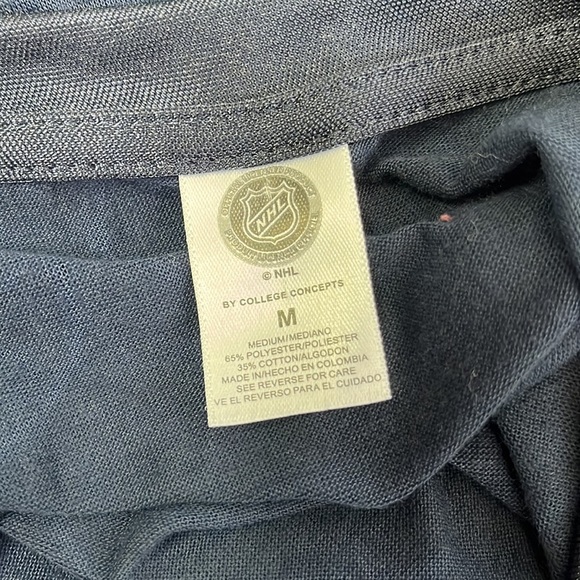 NHL
© NHL
BY COLLEGE CONCEPTS
M
MEDIUM/MEDIANO
65% POLYESTER/POLIESTER
35% COTTON/ALGODON
MADE IN/HECHO EN COLOMBIA
SEE REVERSE FOR CARE
VE EL REVERSO PARA EL CUIDADO